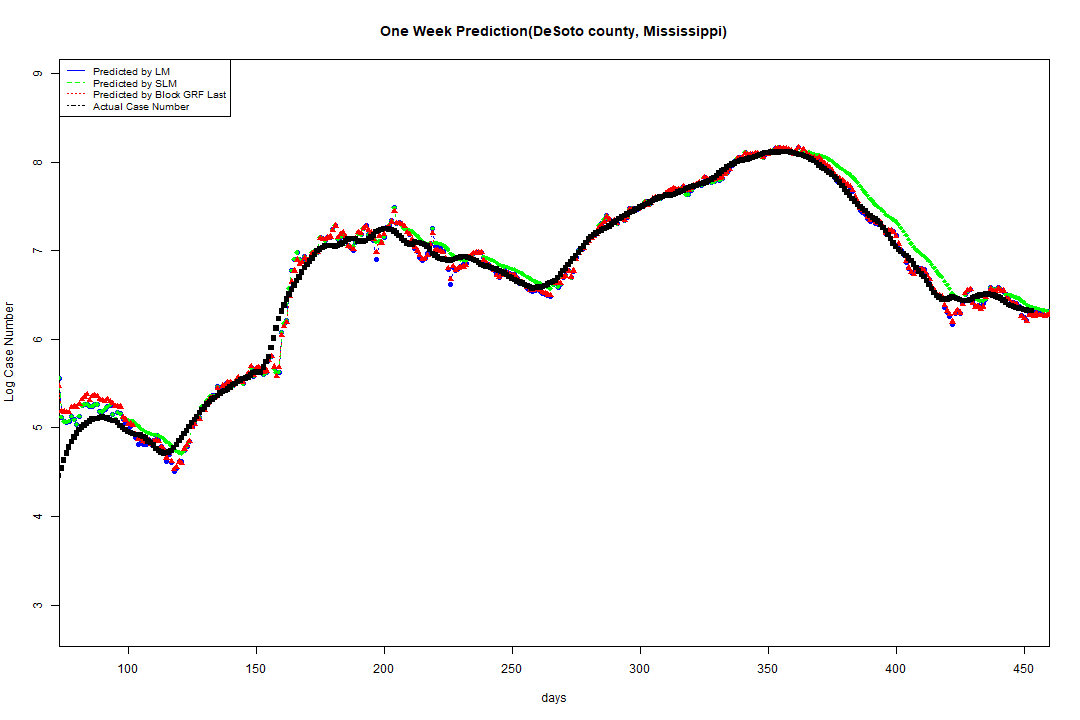 One Week Prediction(DeSoto county, Mississippi)
Predicted by LM
Predicted by SLM
Predicted by Block GRF Last
Actual Case Number
9
8
7
6
5
4
3
Log Case Number
100 150 200 250 300 350 400 450
days